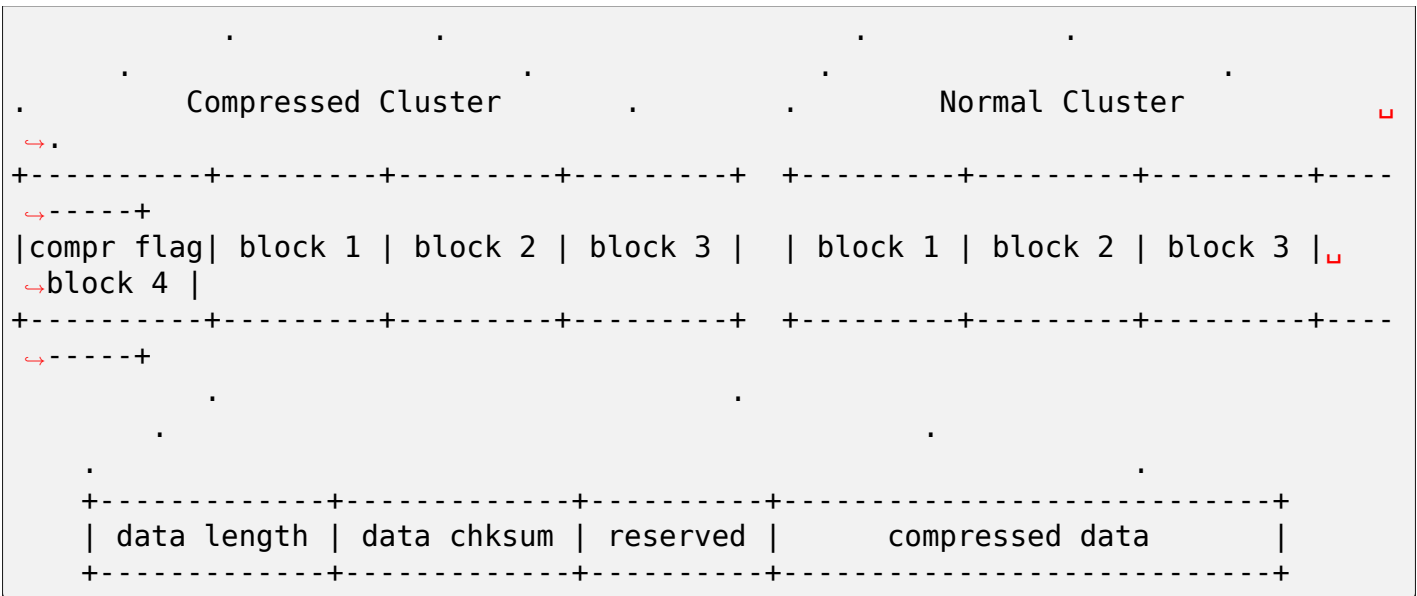 . . . .
. . . .
. Compressed Cluster . . Normal Cluster ␣
↪.
+----------+---------+---------+---------+ +---------+---------+---------+----
↪-----+
|compr flag| block 1 | block 2 | block 3 | | block 1 | block 2 | block 3 |␣
↪block 4 |
+----------+---------+---------+---------+ +---------+---------+---------+----
↪-----+
. .
. .
. .
+-------------+-------------+----------+----------------------------+
| data length | data chksum | reserved | compressed data |
+-------------+-------------+----------+----------------------------+